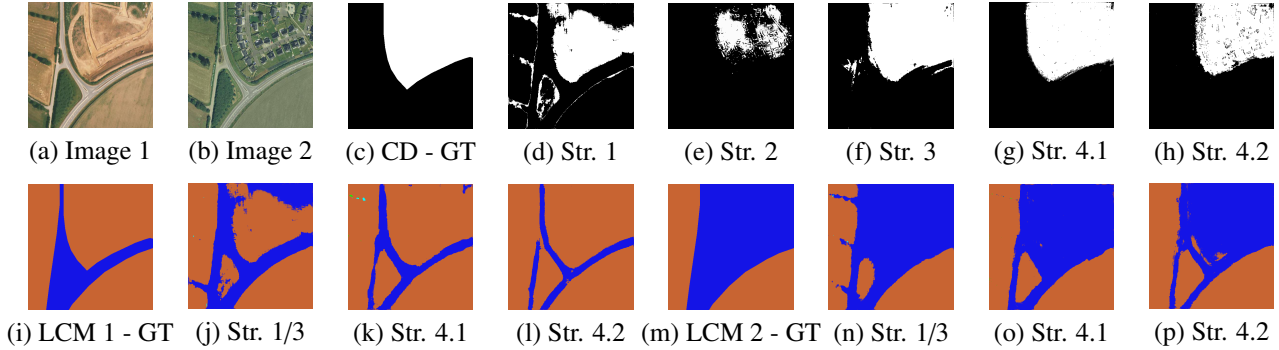 (a) Image 1 (b) Image 2 (c) CD - GT (d) Str. 1 (e) Str. 2 (f) Str. 3 (g) Str. 4.1 (h) Str. 4.2
(i) LCM 1 - GT (j) Str. 1/3 (k) Str. 4.1 (l) Str. 4.2 (m) LCM 2 - GT (n) Str. 1/3 (o) Str. 4.1 (p) Str. 4.2